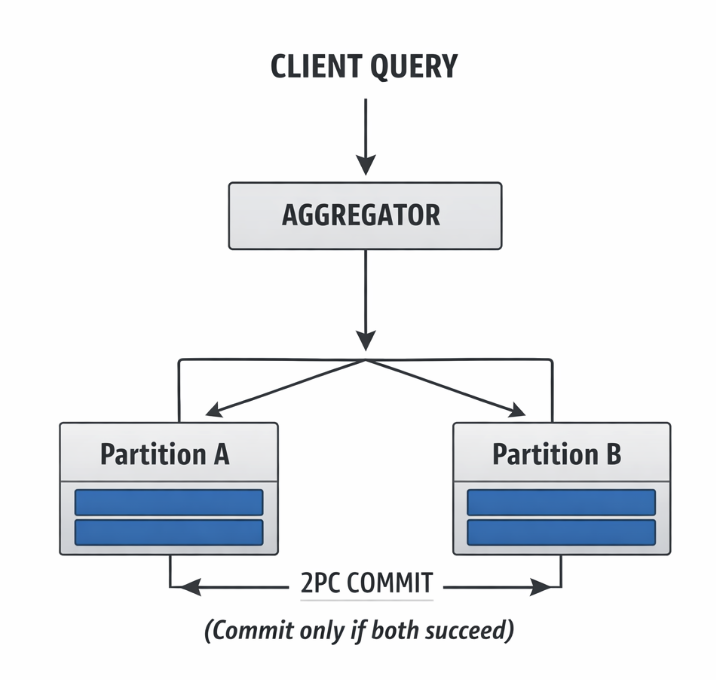 CLIENT QUERY
AGGREGATOR
Partition A
Partition B
2PC COMMIT
(Commit only if both succeed)